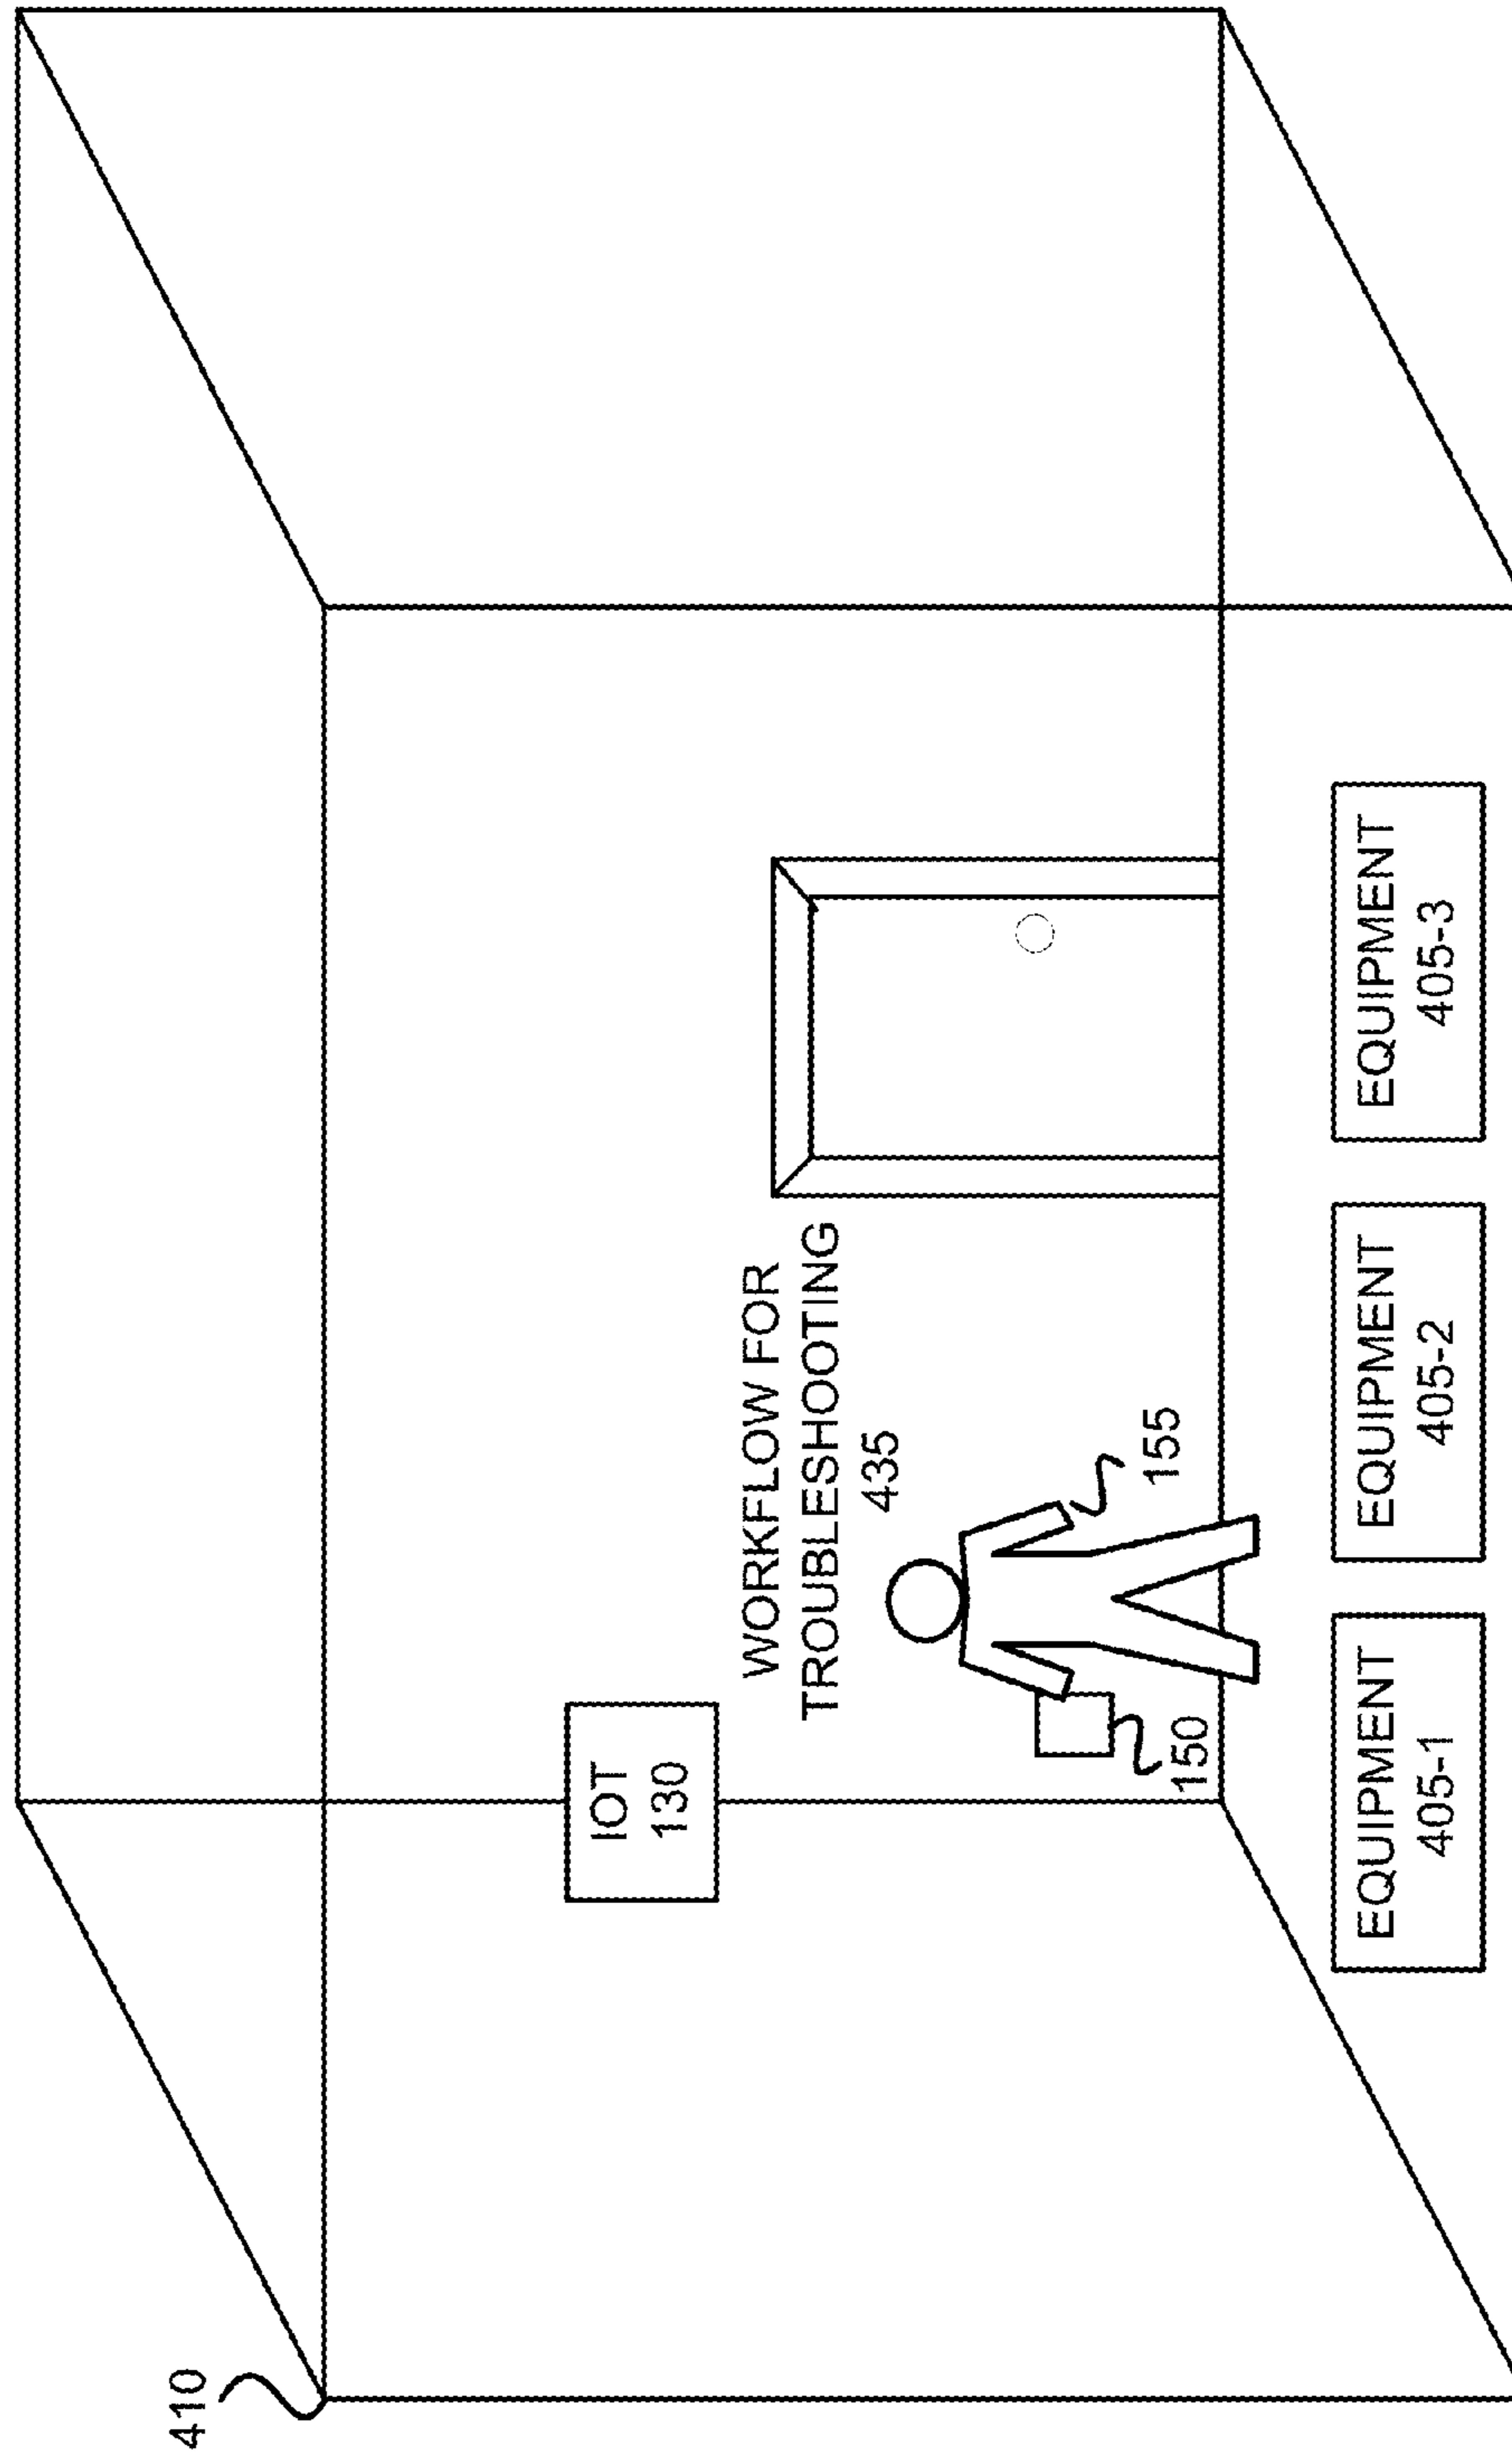 410
IOT
130
WORKFLOW FOR
TROUBLESHOOTING
435
155
150
EQUIPMENT
405-1
EQUIPMENT
405-2
EQUIPMENT
405-3